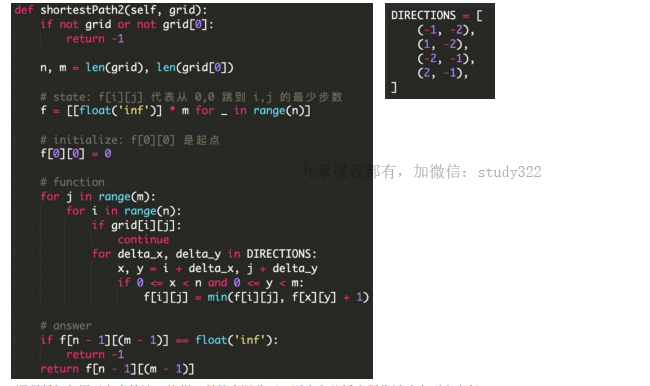 def shortestPath2(self, grid):
    if not grid or not grid[0]:
        return -1

    n, m = len(grid), len(grid[0])

    # state: f[i][j] 代表从 0,0 跳到 i,j 的最少步数
    f = [[float('inf')] * m for _ in range(n)]

    # initialize: f[0][0] 是起点
    f[0][0] = 0

    # function
    for j in range(m):
        for i in range(n):
            if grid[i][j]:
                continue
            for delta_x, delta_y in DIRECTIONS:
                x, y = i + delta_x, j + delta_y
                if 0 <= x < n and 0 <= y < m:
                    f[i][j] = min(f[i][j], f[x][y] + 1)

    # answer
    if f[n - 1][(m - 1)] == float('inf'):
        return -1
    return f[n - 1][(m - 1)]
DIRECTIONS = [
    (-1, -2),
    (1, -2),
    (-2, -1),
    (2, -1),
]
九章课程都有，加微信：study322